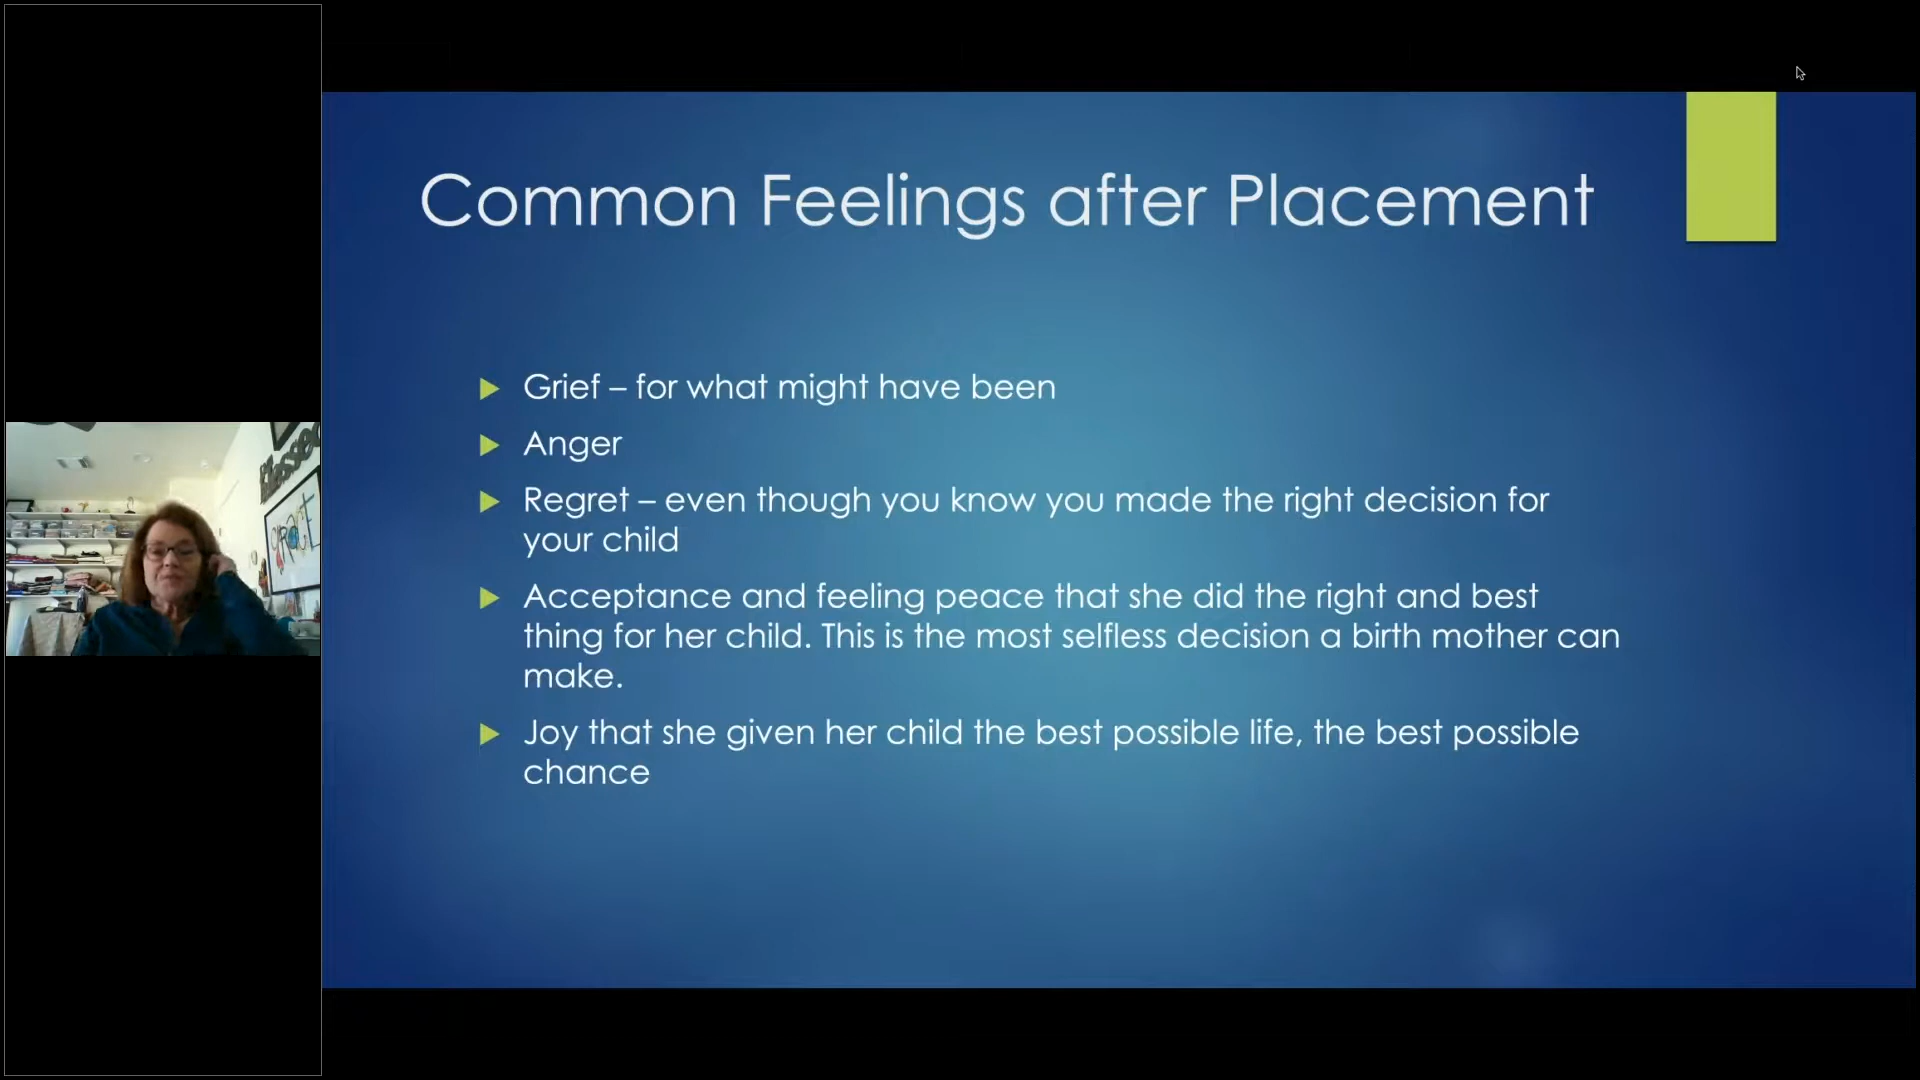 Common Feelings after Placement
Grief – for what might have been
Anger
Regret – even though you know you made the right decision for
your child
Acceptance and feeling peace that she did the right and best
thing for her child. This is the most selfless decision a birth mother can
make.
Joy that she given her child the best possible life, the best possible
chance
Blessed